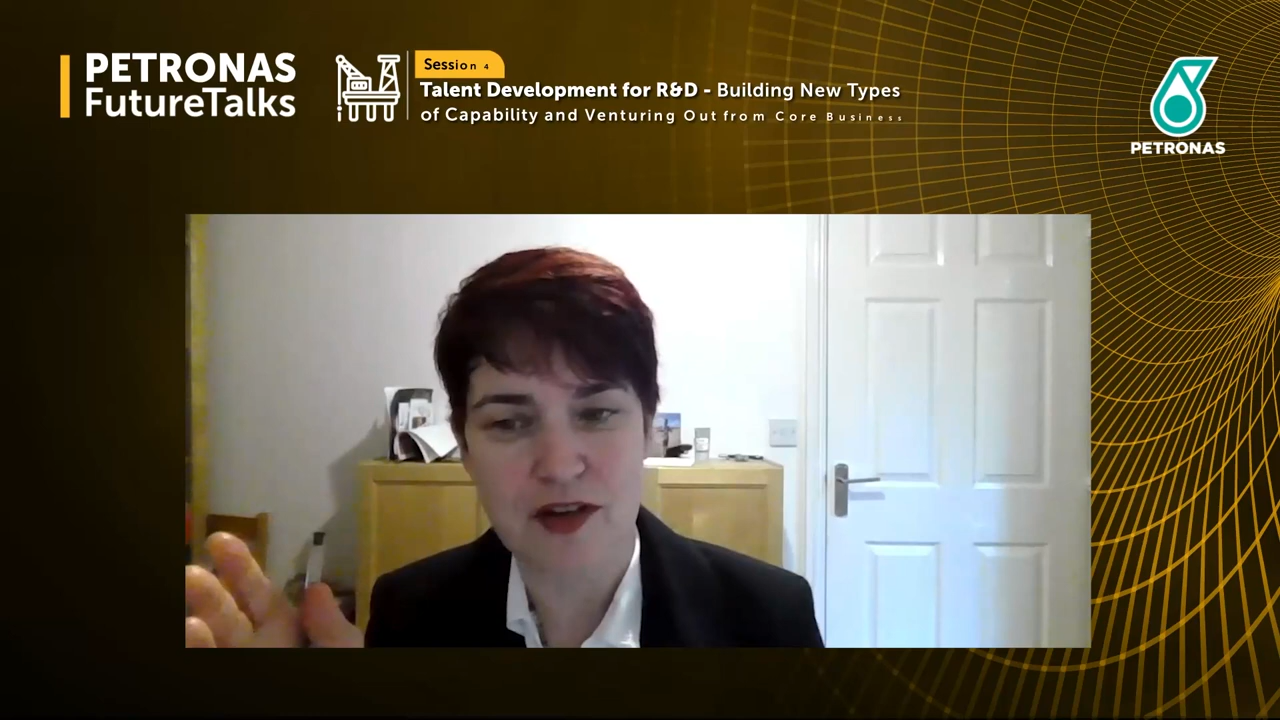 PETRONAS
FutureTalks
Session 4
Talent Development for R&D - Building New Types
of Capability and Venturing Out from Core Business
PETRONAS